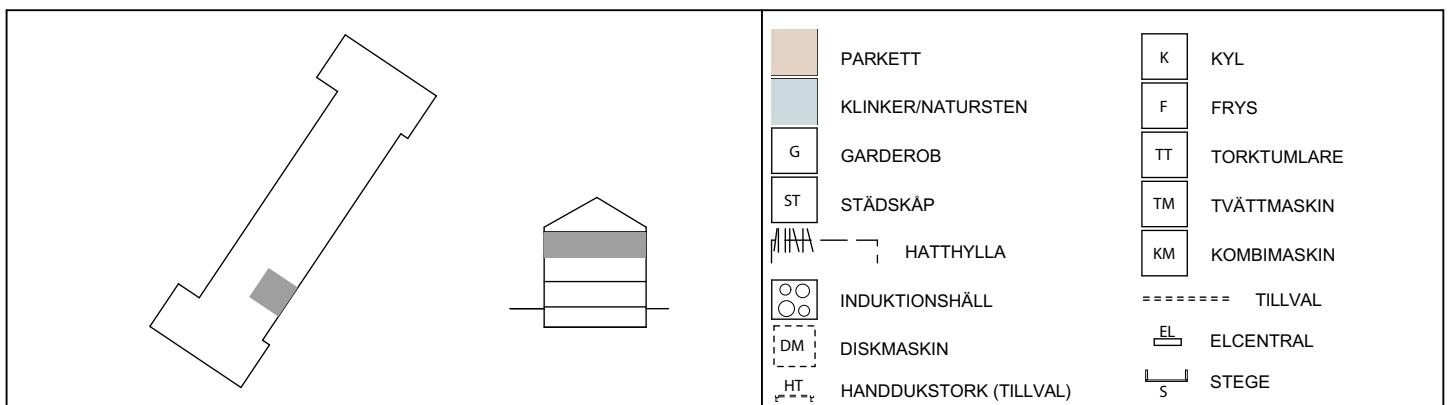 PARKETT
KLINKER/NATURSTEN
G GARDEROB
ST STÄDSKÅP
HATTHYLLA
INDUKTIONSHÄLL
DM DISKMASKIN
HT HANDDUKSTORK (TILLVAL)
K KYL
F FRYS
TT TORKTUMLARE
TM TVÄTTMASKIN
KM KOMBIMASKIN
TILLVAL
EL ELCENTRAL
S STEGE